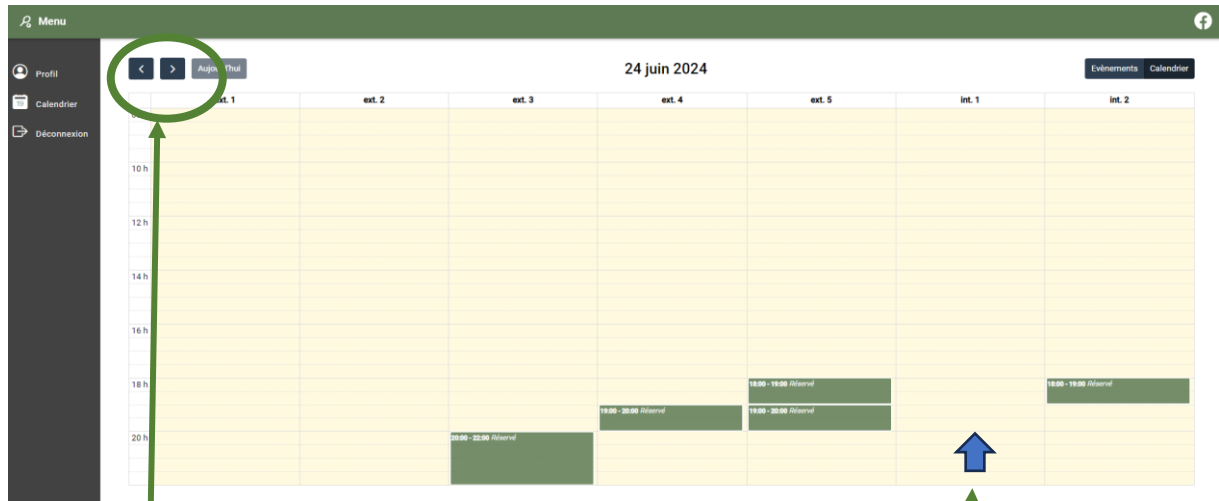 Menu
Profil
Calendrier
Déconnexion
24 juin 2024
Evènements Calendrier
ext. 2 ext. 3 ext. 4 ext. 5 int. 1 int. 2
10 h
12 h
14 h
16 h
18 h
18:00 - 19:00 Réservé 18:00 - 19:00 Réservé
19:00 - 20:00 Réservé 19:00 - 20:00 Réservé
20 h
20:00 - 22:00 Réservé